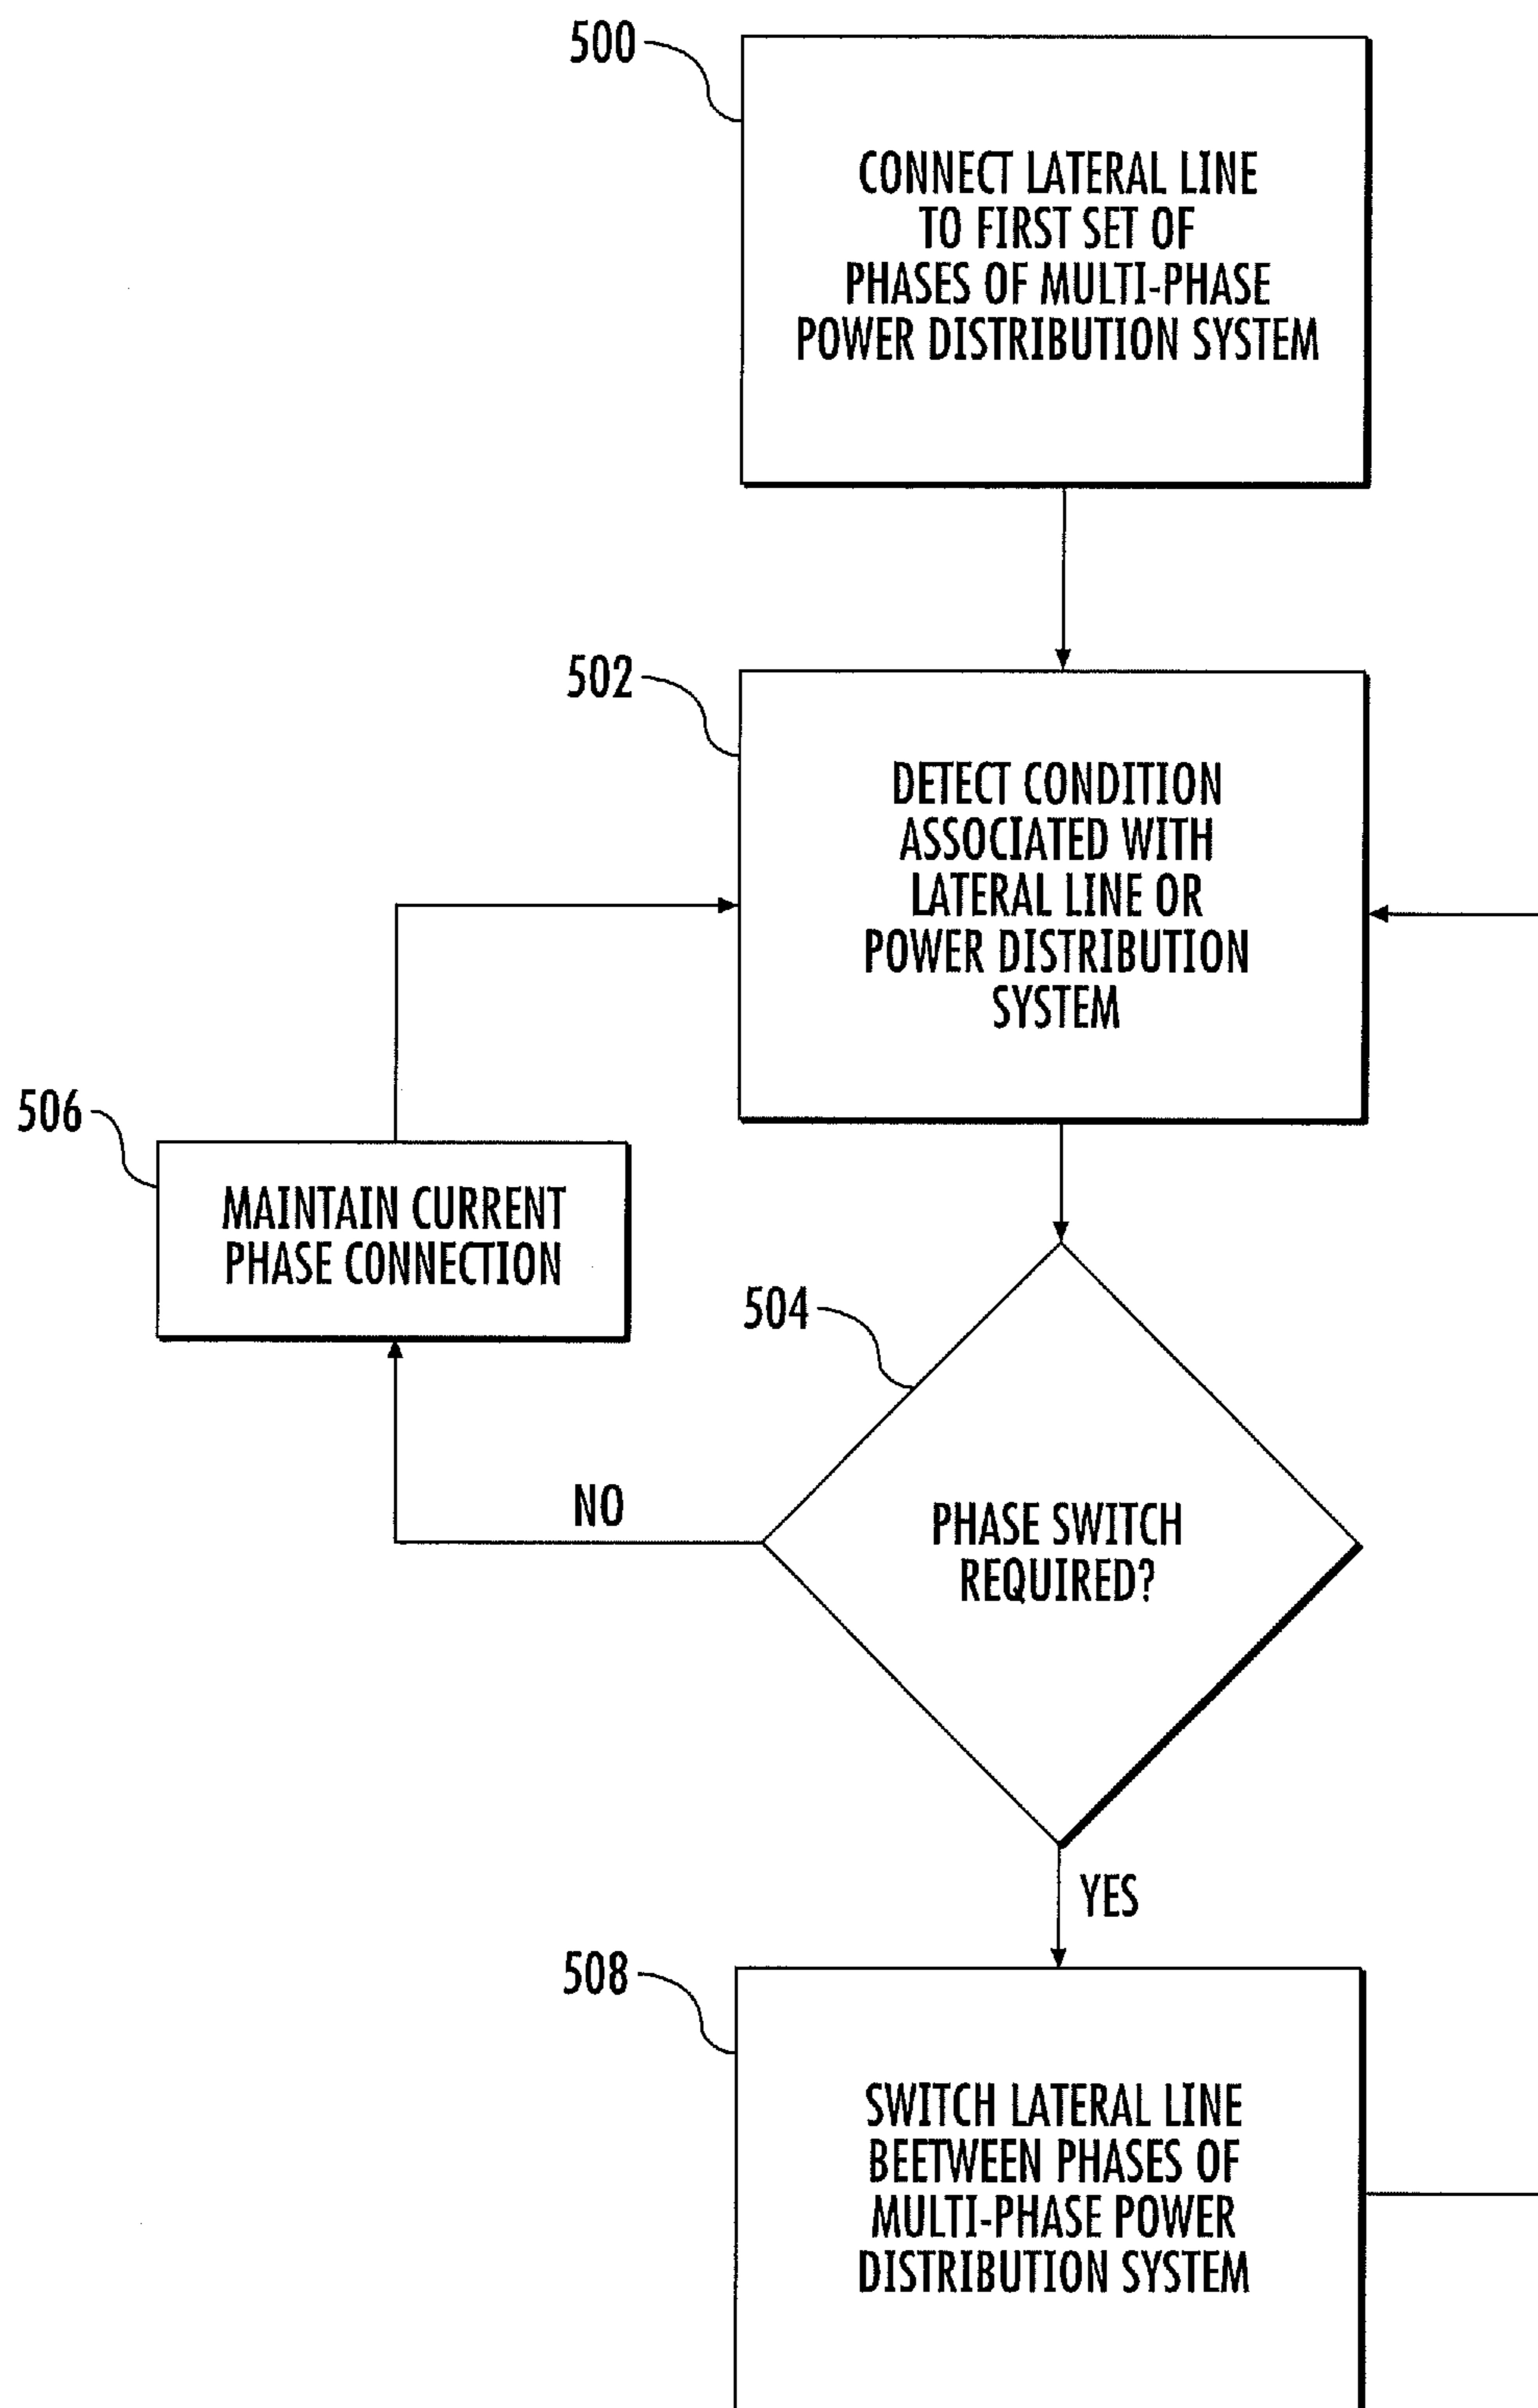 500
CONNECT LATERAL LINE
TO FIRST SET OF
PHASES OF MULTI-PHASE
POWER DISTRIBUTION SYSTEM
502
DETECT CONDITION
ASSOCIATED WITH
LATERAL LINE OR
POWER DISTRIBUTION
SYSTEM
506
MAINTAIN CURRENT
PHASE CONNECTION
504
PHASE SWITCH
REQUIRED?
NO
YES
508
SWITCH LATERAL LINE
BEETWEEN PHASES OF
MULTI-PHASE POWER
DISTRIBUTION SYSTEM